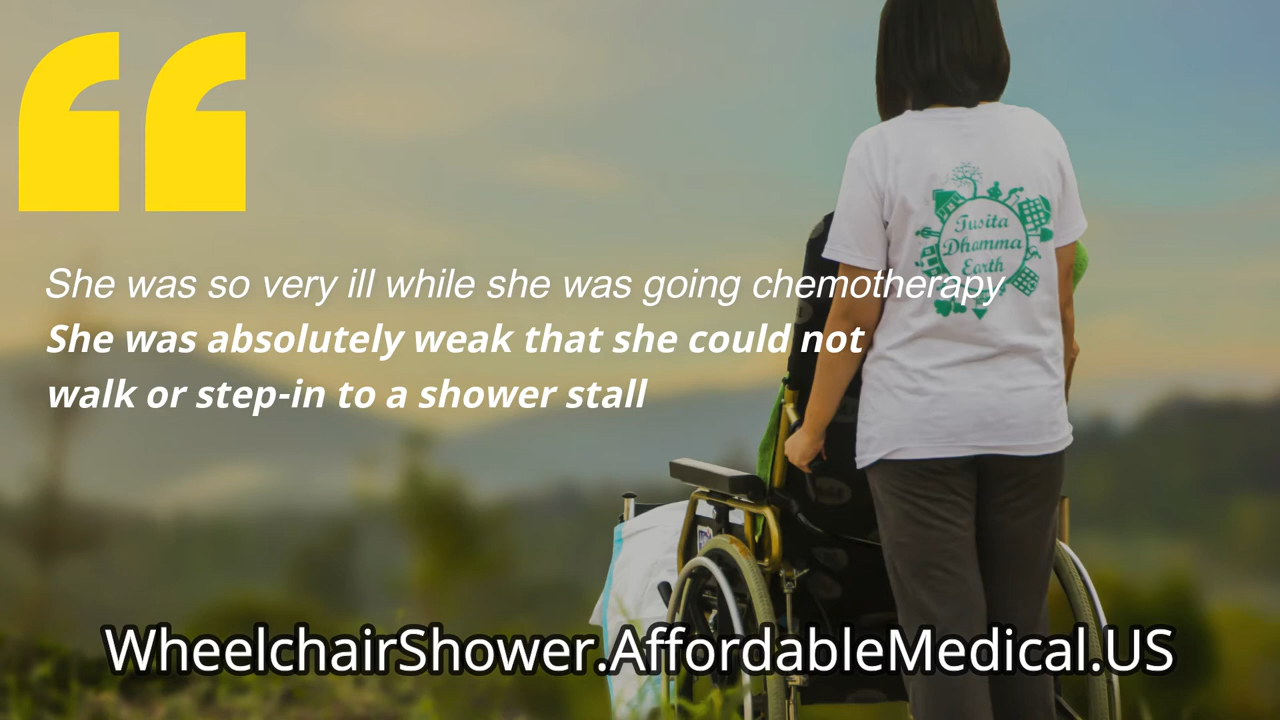 She was so very ill while she was going chemotherapy
She was absolutely weak that she could not
walk or step-in to a shower stall
Tusita
Dhamma
Earth
WheelchairShower.AffordableMedical.US